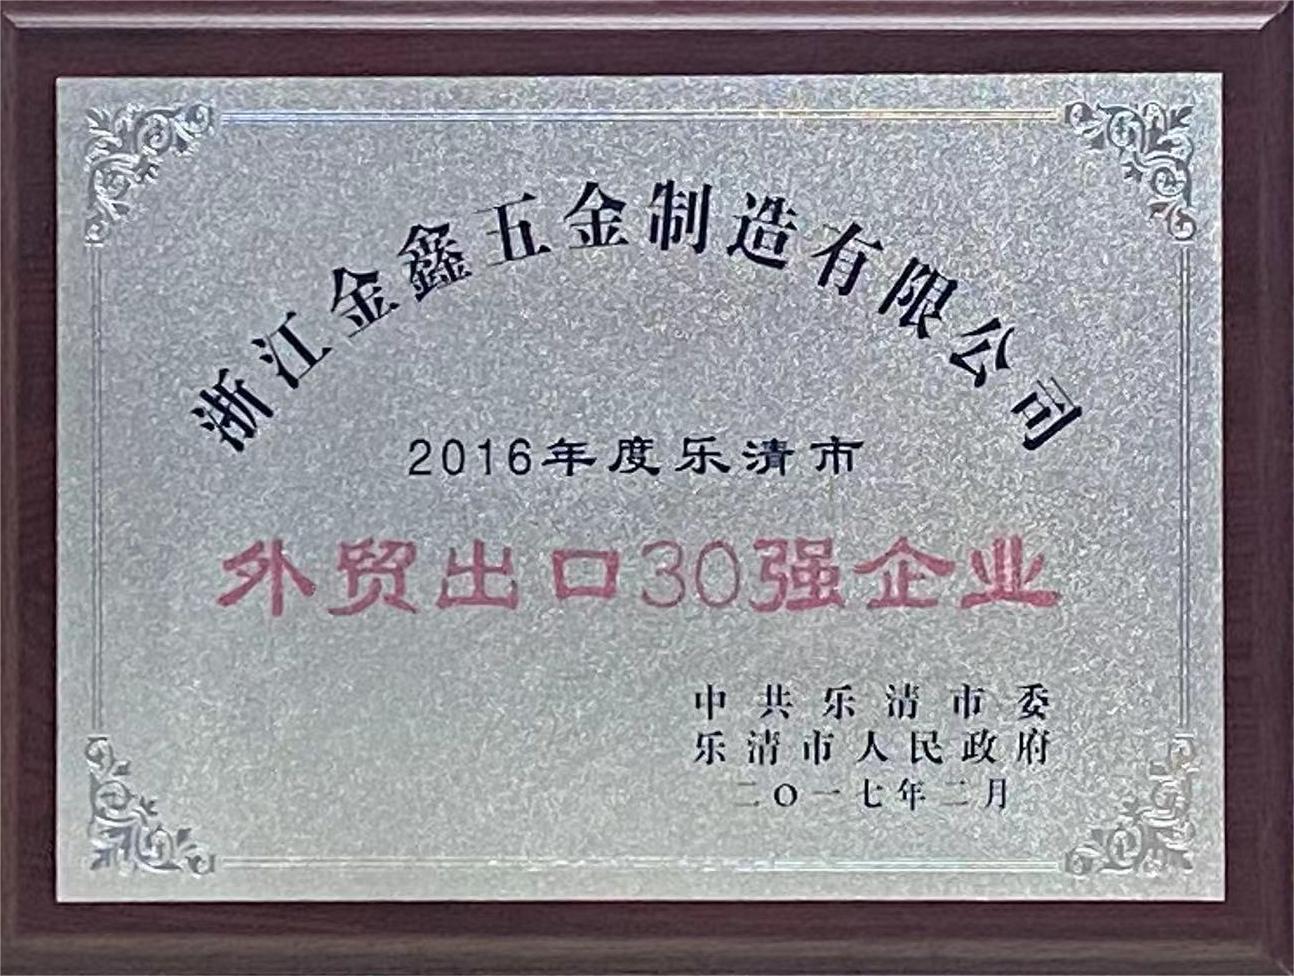 浙江金鑫五金制造有限公司
2016年度乐清市
外贸出口30强企业
中共乐清市委
乐清市人民政府
二〇一七年二月